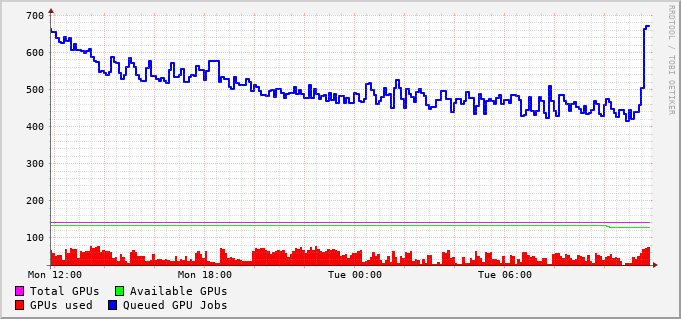 700
600
500
400
300
200
100
Mon 12:00 Mon 18:00 Tue 00:00 Tue 06:00
Total GPUs Available GPUs
GPUs used Queued GPU Jobs
RRDTOOL / TOBI OETIKER